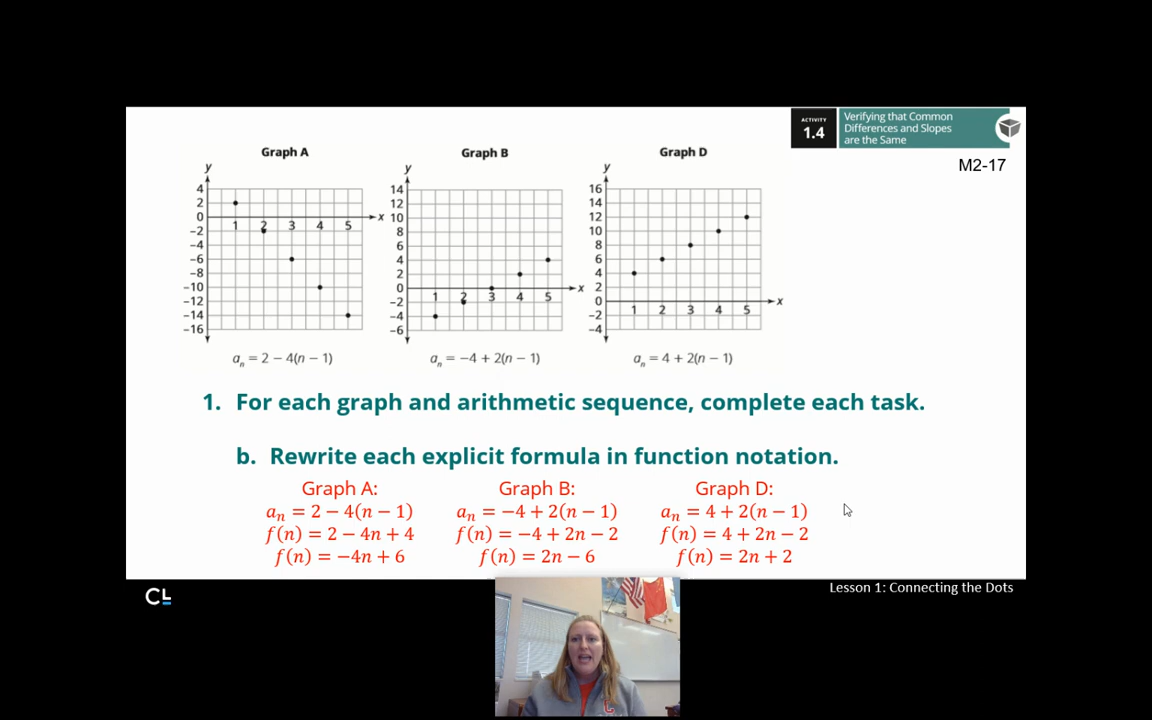 ACTIVITY
1.4
Verifying that Common
Differences and Slopes
are the Same
M2-17
Graph A
y
4
2
0
-2
-4
-6
-8
-10
-12
-14
-16
1 2 3 4 5
x
aₙ = 2 − 4(n − 1)
Graph B
y
14
12
10
8
6
4
2
0
-2
-4
-6
1 2 3 4 5
x
aₙ = −4 + 2(n − 1)
Graph D
y
16
14
12
10
8
6
4
2
0
-2
-4
1 2 3 4 5
x
aₙ = 4 + 2(n − 1)
1. For each graph and arithmetic sequence, complete each task.
b. Rewrite each explicit formula in function notation.
Graph A:
aₙ = 2 − 4(n − 1)
f(n) = 2 − 4n + 4
f(n) = −4n + 6
Graph B:
aₙ = −4 + 2(n − 1)
f(n) = −4 + 2n − 2
f(n) = 2n − 6
Graph D:
aₙ = 4 + 2(n − 1)
f(n) = 4 + 2n − 2
f(n) = 2n + 2
CL
Lesson 1: Connecting the Dots